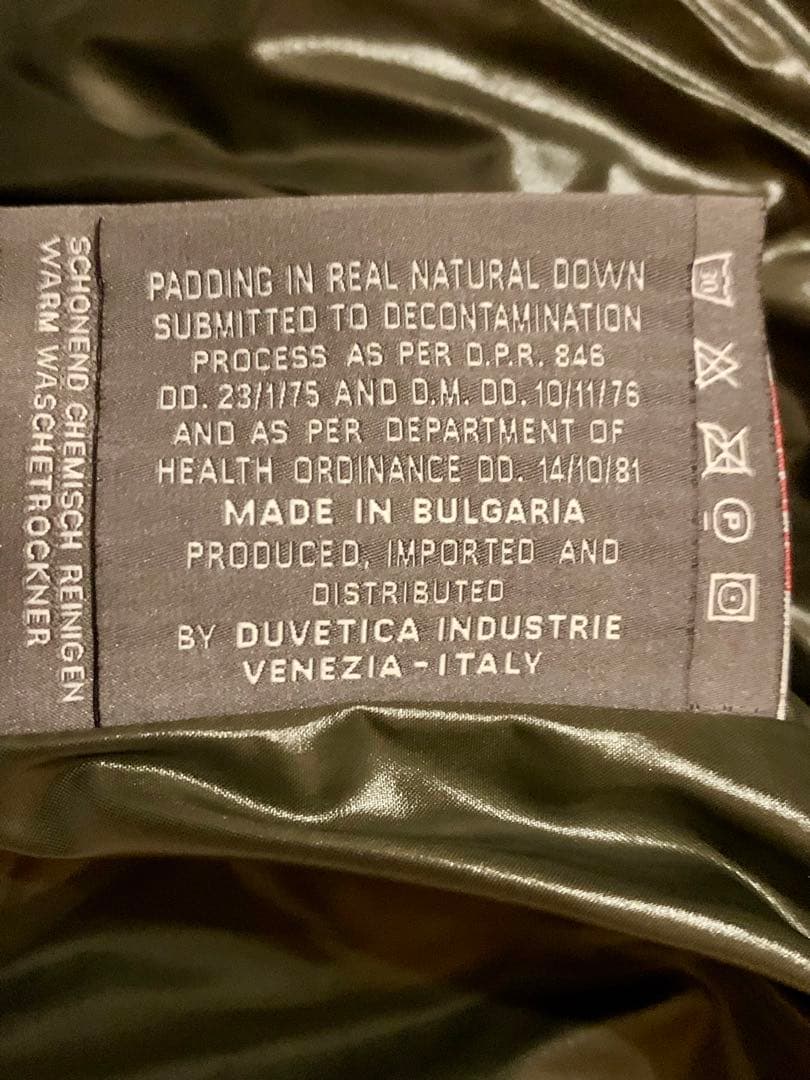 PADDING IN REAL NATURAL DOWN
SUBMITTED TO DECONTAMINATION
PROCESS AS PER D.P.R. 846
DD. 23/1/75 AND D.M. DD. 10/11/76
AND AS PER DEPARTMENT OF
HEALTH ORDINANCE DD. 14/10/81
MADE IN BULGARIA
PRODUCED, IMPORTED AND
DISTRIBUTED
BY DUVETICA INDUSTRIE
VENEZIA - ITALY
SCHONEND CHEMISCH REINIGEN
WARM WASCHETROCKNER
30
P